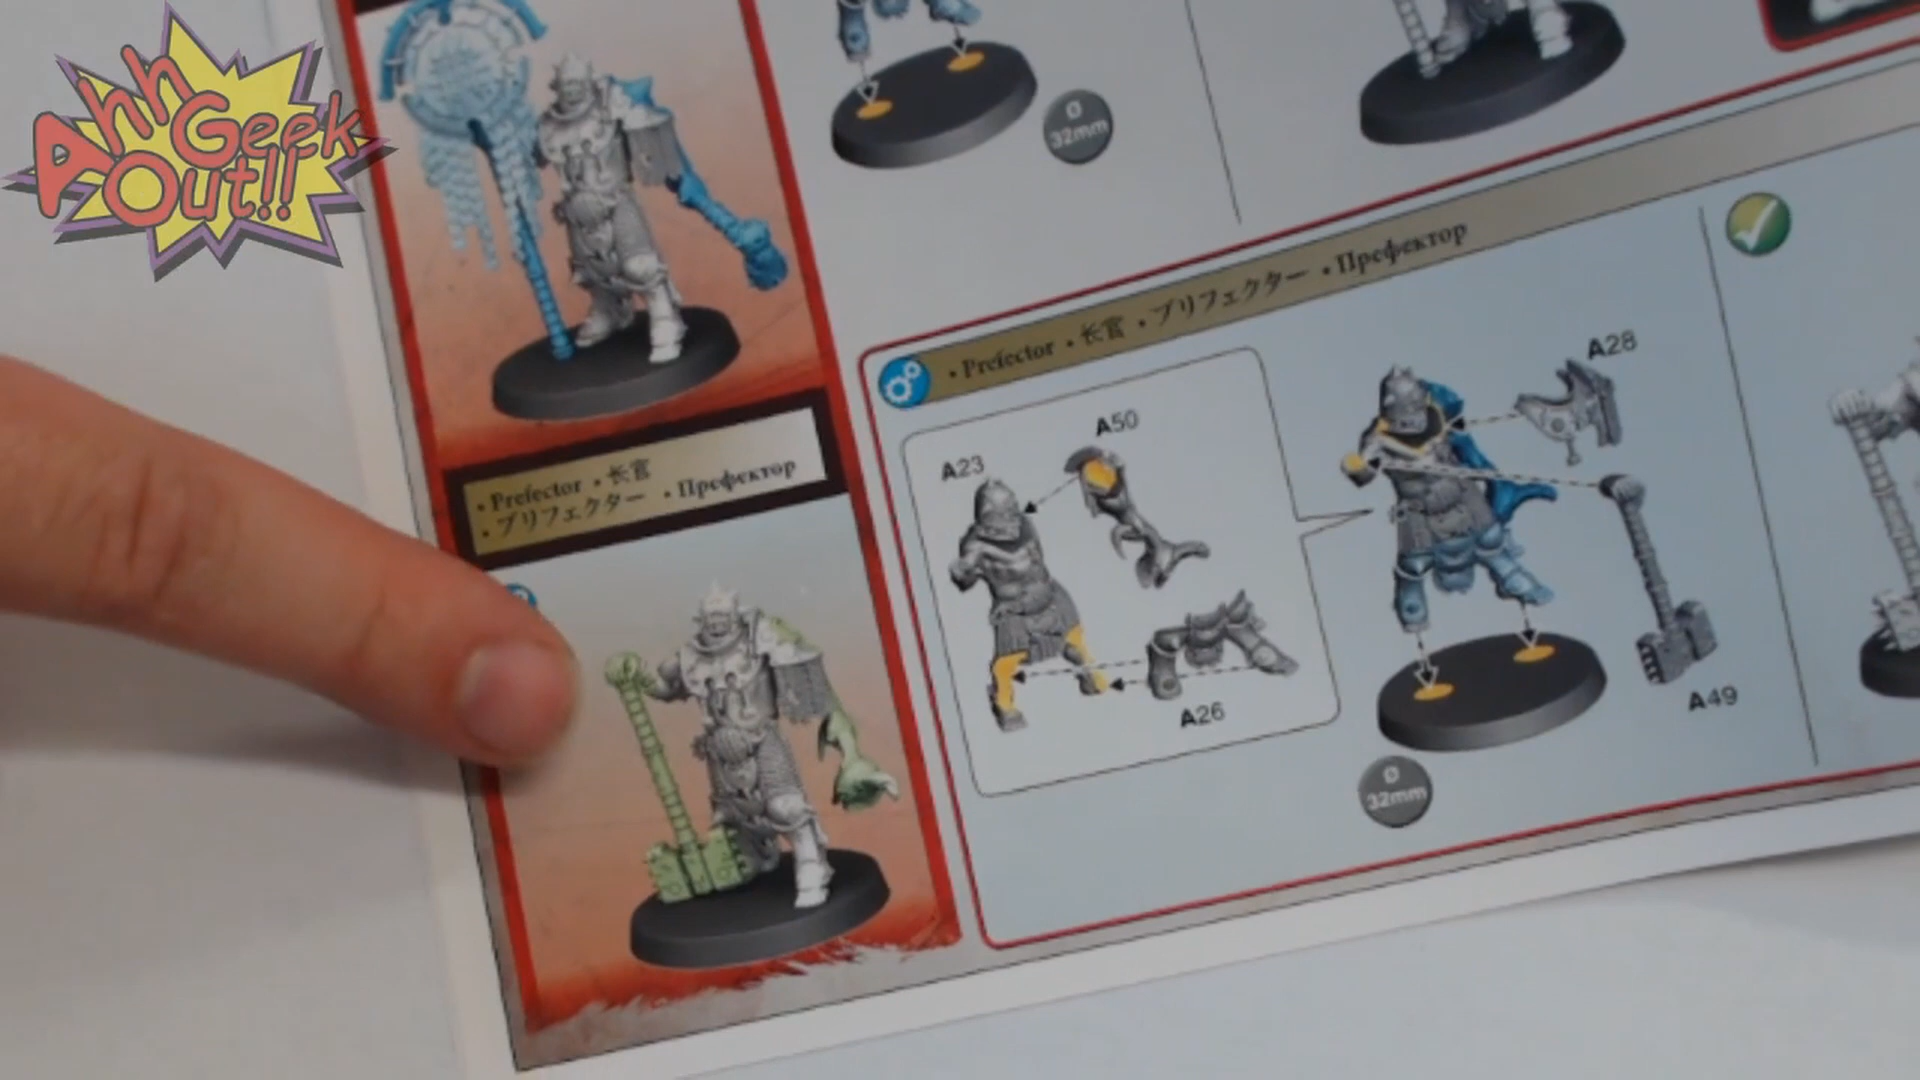 Ahh
Geek
Out!!
Ø
32mm
• Prefector • 长官 • プリフェクター • Префектор
• Prefector • 长官
• プリフェクター • Префектор
A28
A50
A23
A26
A49
Ø
32mm